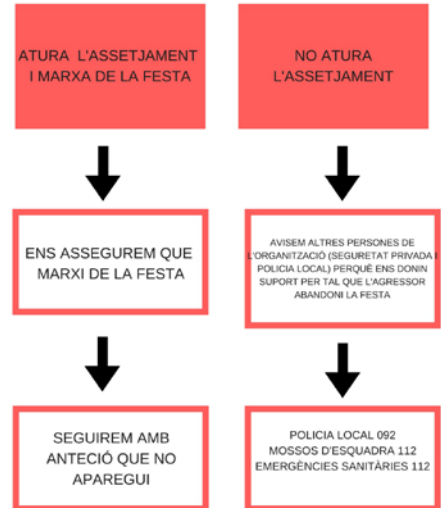 ATURA L'ASSETJAMENT
I MARXA DE LA FESTA
NO ATURA
L'ASSETJAMENT
ENS ASSEGUREM QUE
MARXI DE LA FESTA
AVISEM ALTRES PERSONES DE
L'ORGANITZACIÓ (SEGURETAT PRIVADA I
POLICIA LOCAL) PERQUÈ ENS DONIN
SUPORT PER TAL QUE L'AGRESSOR
ABANDONI LA FESTA
SEGUIREM AMB
ANTECIÓ QUE NO
APAREGUI
POLICIA LOCAL 092
MOSSOS D'ESQUADRA 112
EMERGÈNCIES SANITÀRIES 112